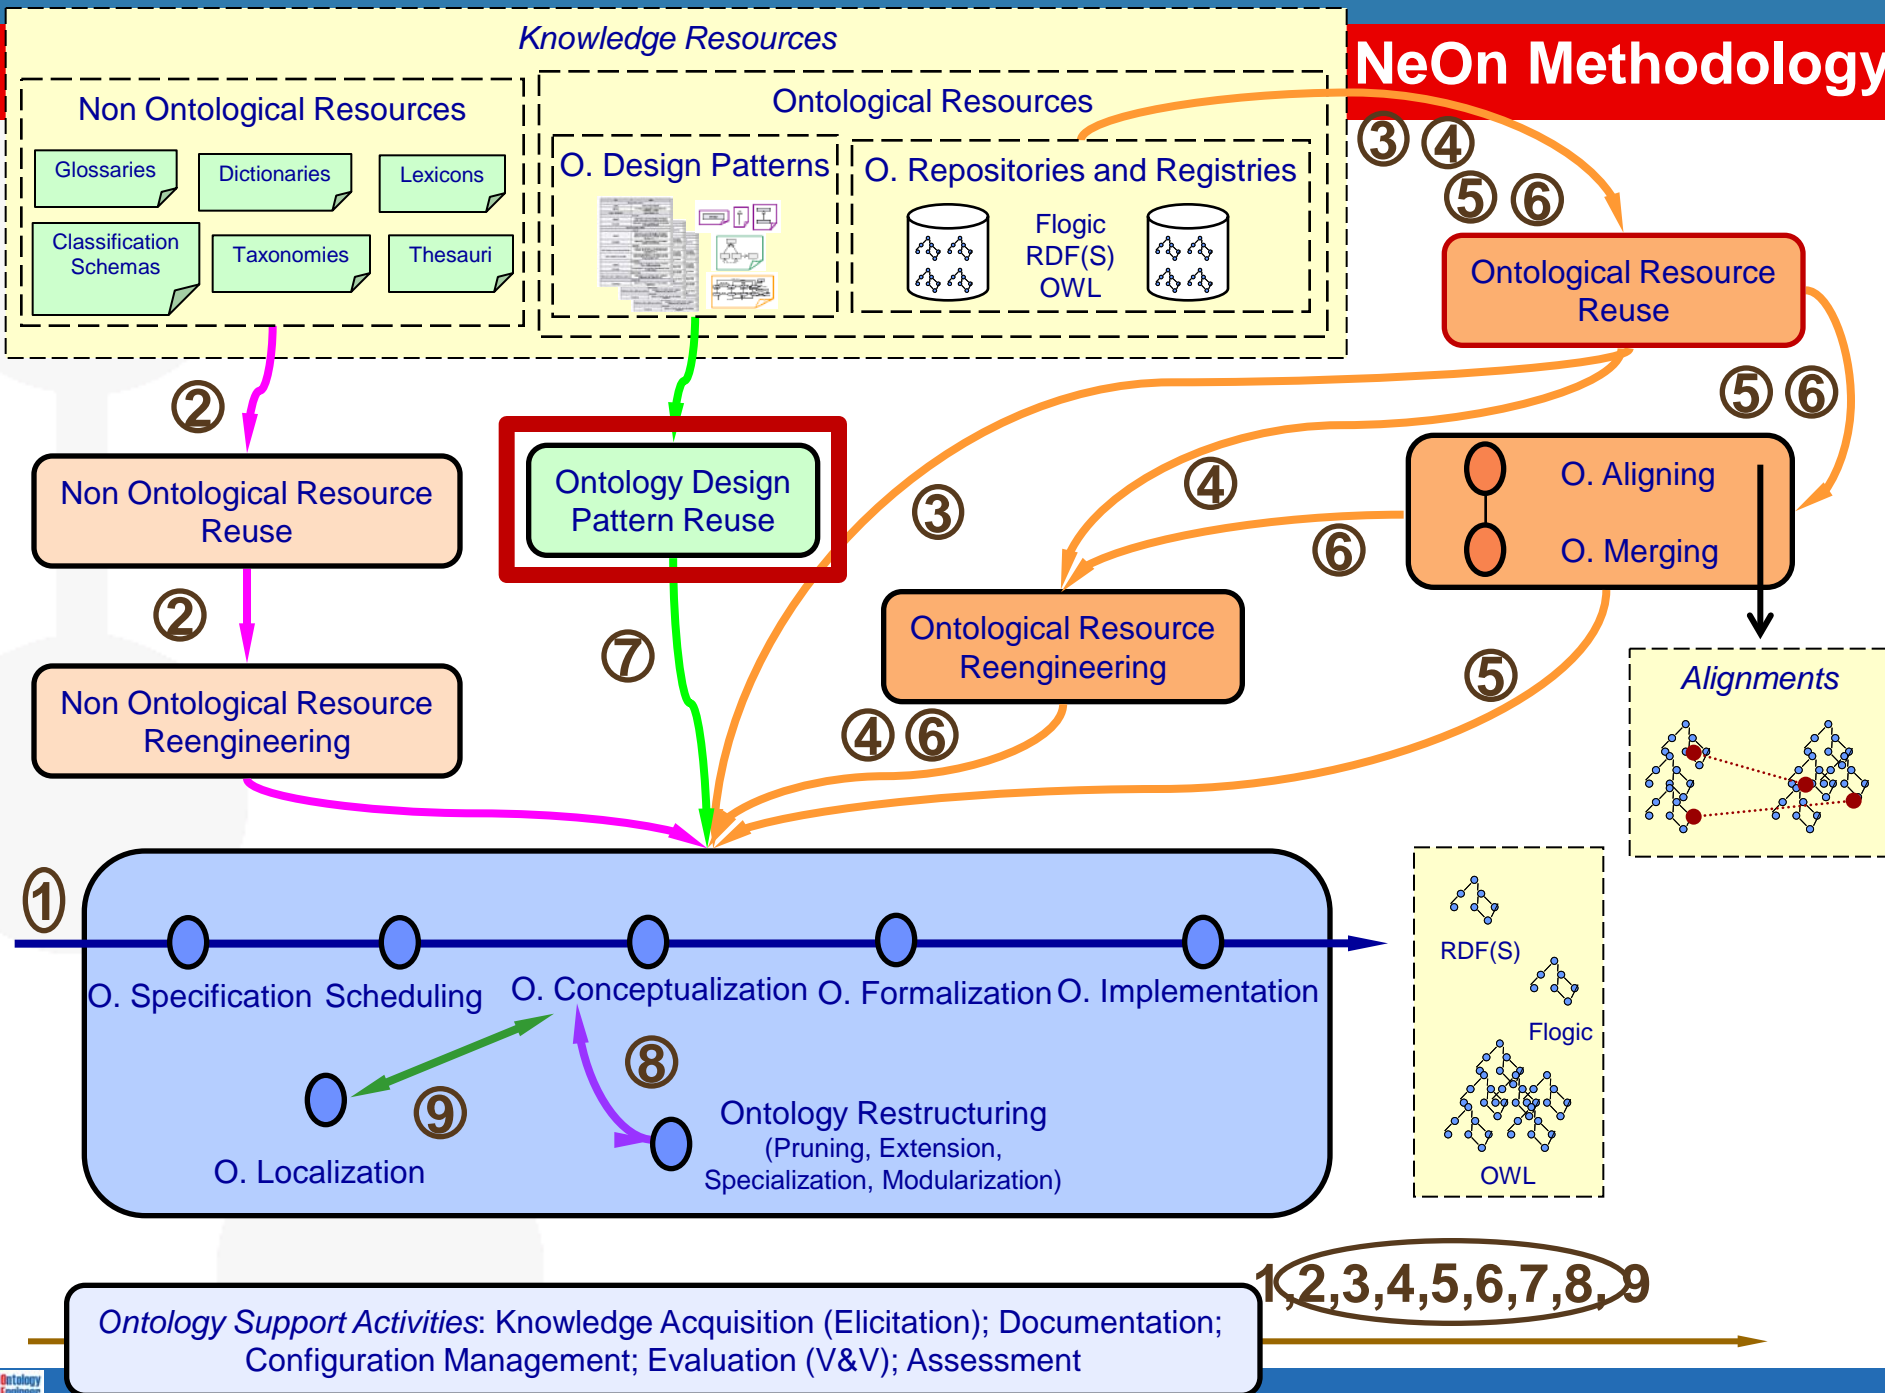 Knowledge Resources
NeOn Methodology
Non Ontological Resources
Ontological Resources
Glossaries
Dictionaries
Lexicons
Classification
Schemas
Taxonomies
Thesauri
O. Design Patterns
O. Repositories and Registries
Flogic
RDF(S)
OWL
3
4
5
6
Ontological Resource
Reuse
2
5
6
Non Ontological Resource
Reuse
Ontology Design
Pattern Reuse
3
4
6
O. Aligning
O. Merging
2
7
Ontological Resource
Reengineering
5
Non Ontological Resource
Reengineering
4
6
Alignments
1
O. Specification
Scheduling
O. Conceptualization
O. Formalization
O. Implementation
RDF(S)
Flogic
OWL
8
9
O. Localization
Ontology Restructuring
(Pruning, Extension,
Specialization, Modularization)
1,2,3,4,5,6,7,8, 9
Ontology Support Activities: Knowledge Acquisition (Elicitation); Documentation;
Configuration Management; Evaluation (V&V); Assessment
Ontology